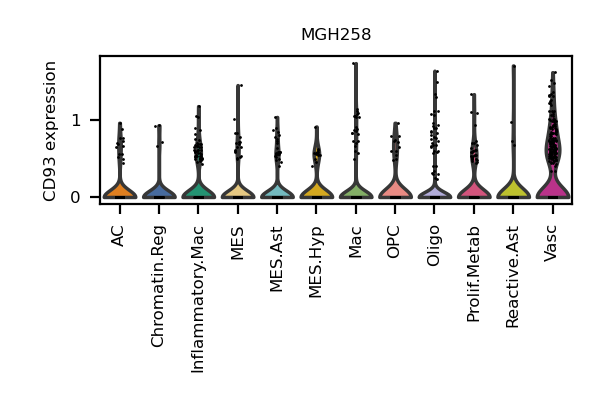 MGH258
CD93 expression
1
0
AC
Chromatin.Reg
Inflammatory.Mac
MES
MES.Ast
MES.Hyp
Mac
OPC
Oligo
Prolif.Metab
Reactive.Ast
Vasc